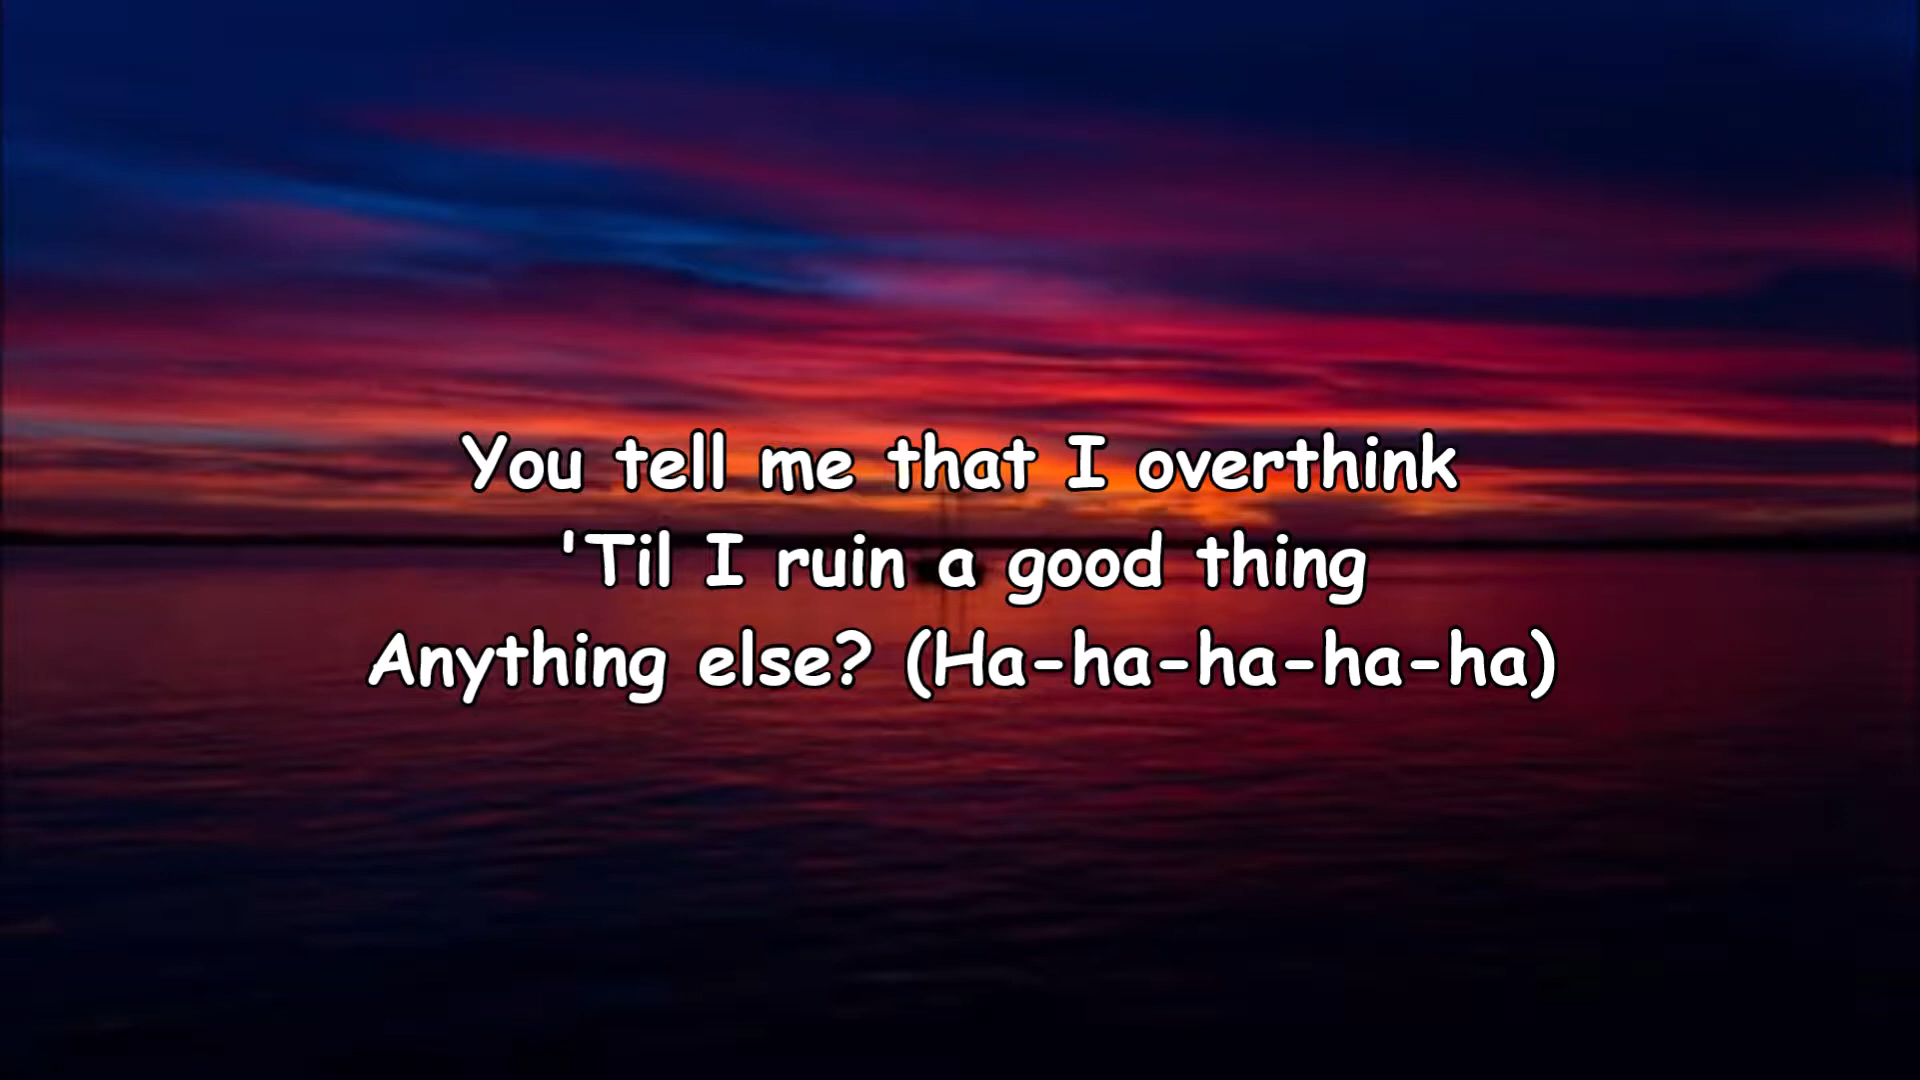 You tell me that I overthink
'Til I ruin a good thing
Anything else? (Ha-ha-ha-ha-ha)